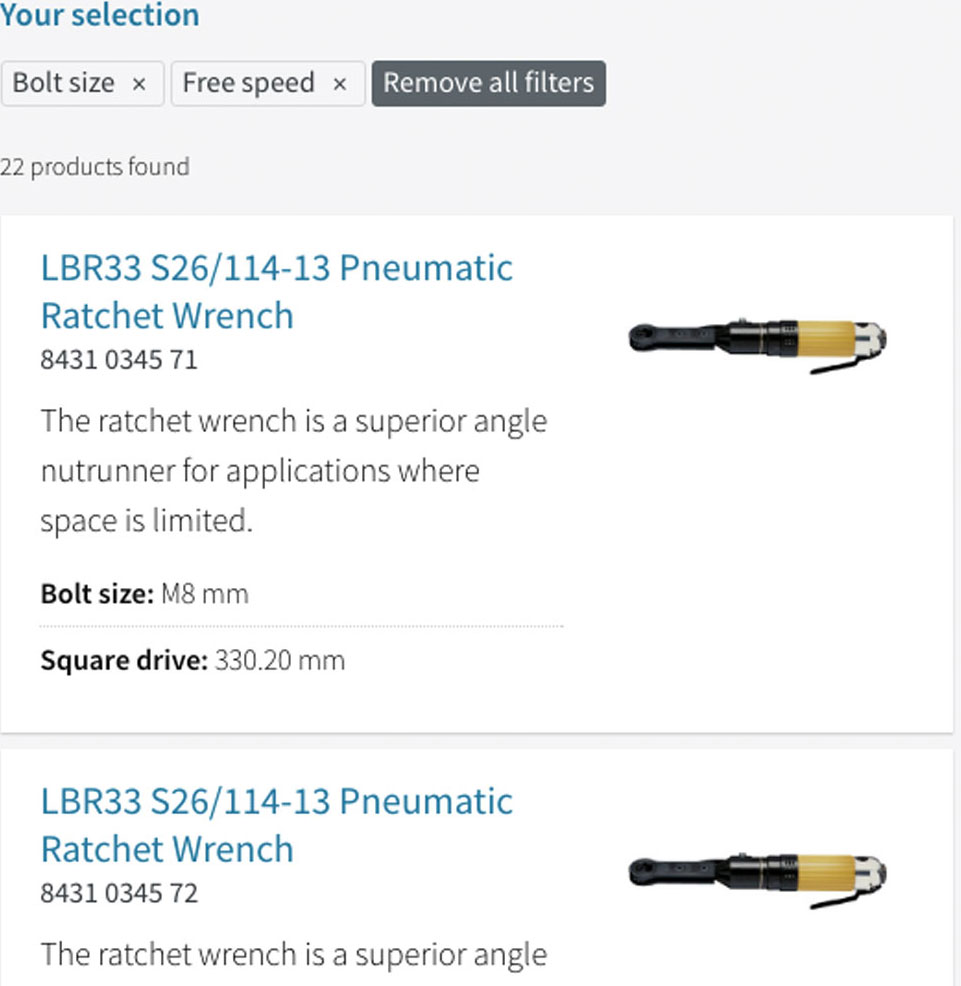 Your selection
Bolt size × Free speed × Remove all filters
22 products found
LBR33 S26/114-13 Pneumatic
Ratchet Wrench
8431 0345 71
The ratchet wrench is a superior angle
nutrunner for applications where
space is limited.
Bolt size: M8 mm
Square drive: 330.20 mm
LBR33 S26/114-13 Pneumatic
Ratchet Wrench
8431 0345 72
The ratchet wrench is a superior angle